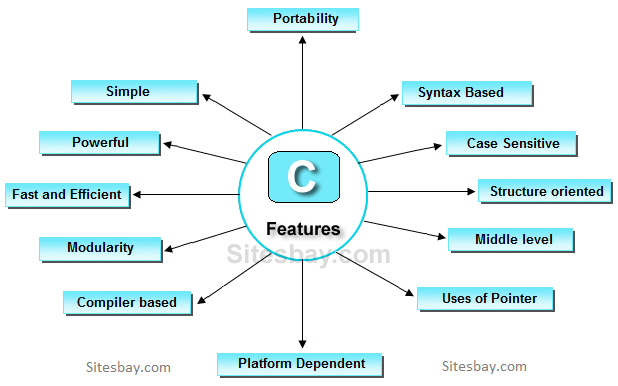 Portability
Simple
Syntax Based
Powerful
Case Sensitive
C
Fast and Efficient
Structure oriented
Features
Modularity
Middle level
Sitesbay.com
Compiler based
Uses of Pointer
Platform Dependent
Sitesbay.com
Sitesbay.com